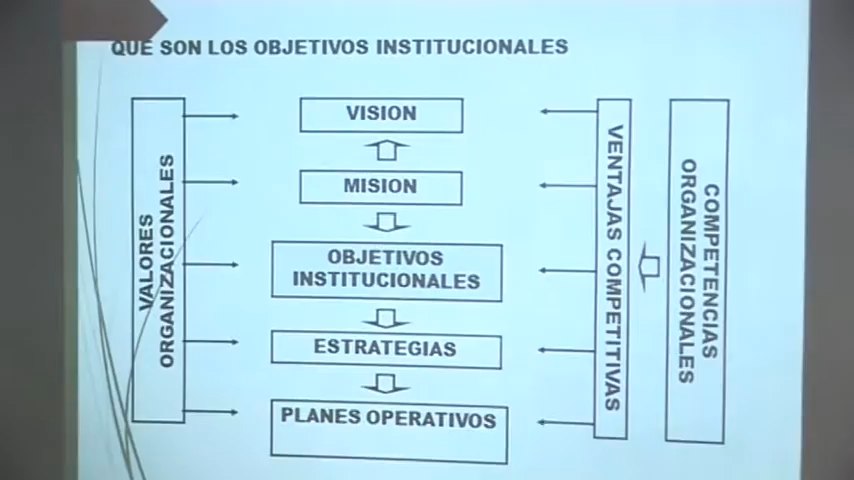 QUE SON LOS OBJETIVOS INSTITUCIONALES
VALORES
ORGANIZACIONALES
VISION
MISION
OBJETIVOS
INSTITUCIONALES
ESTRATEGIAS
PLANES OPERATIVOS
VENTAJAS COMPETITIVAS
COMPETENCIAS
ORGANIZACIONALES